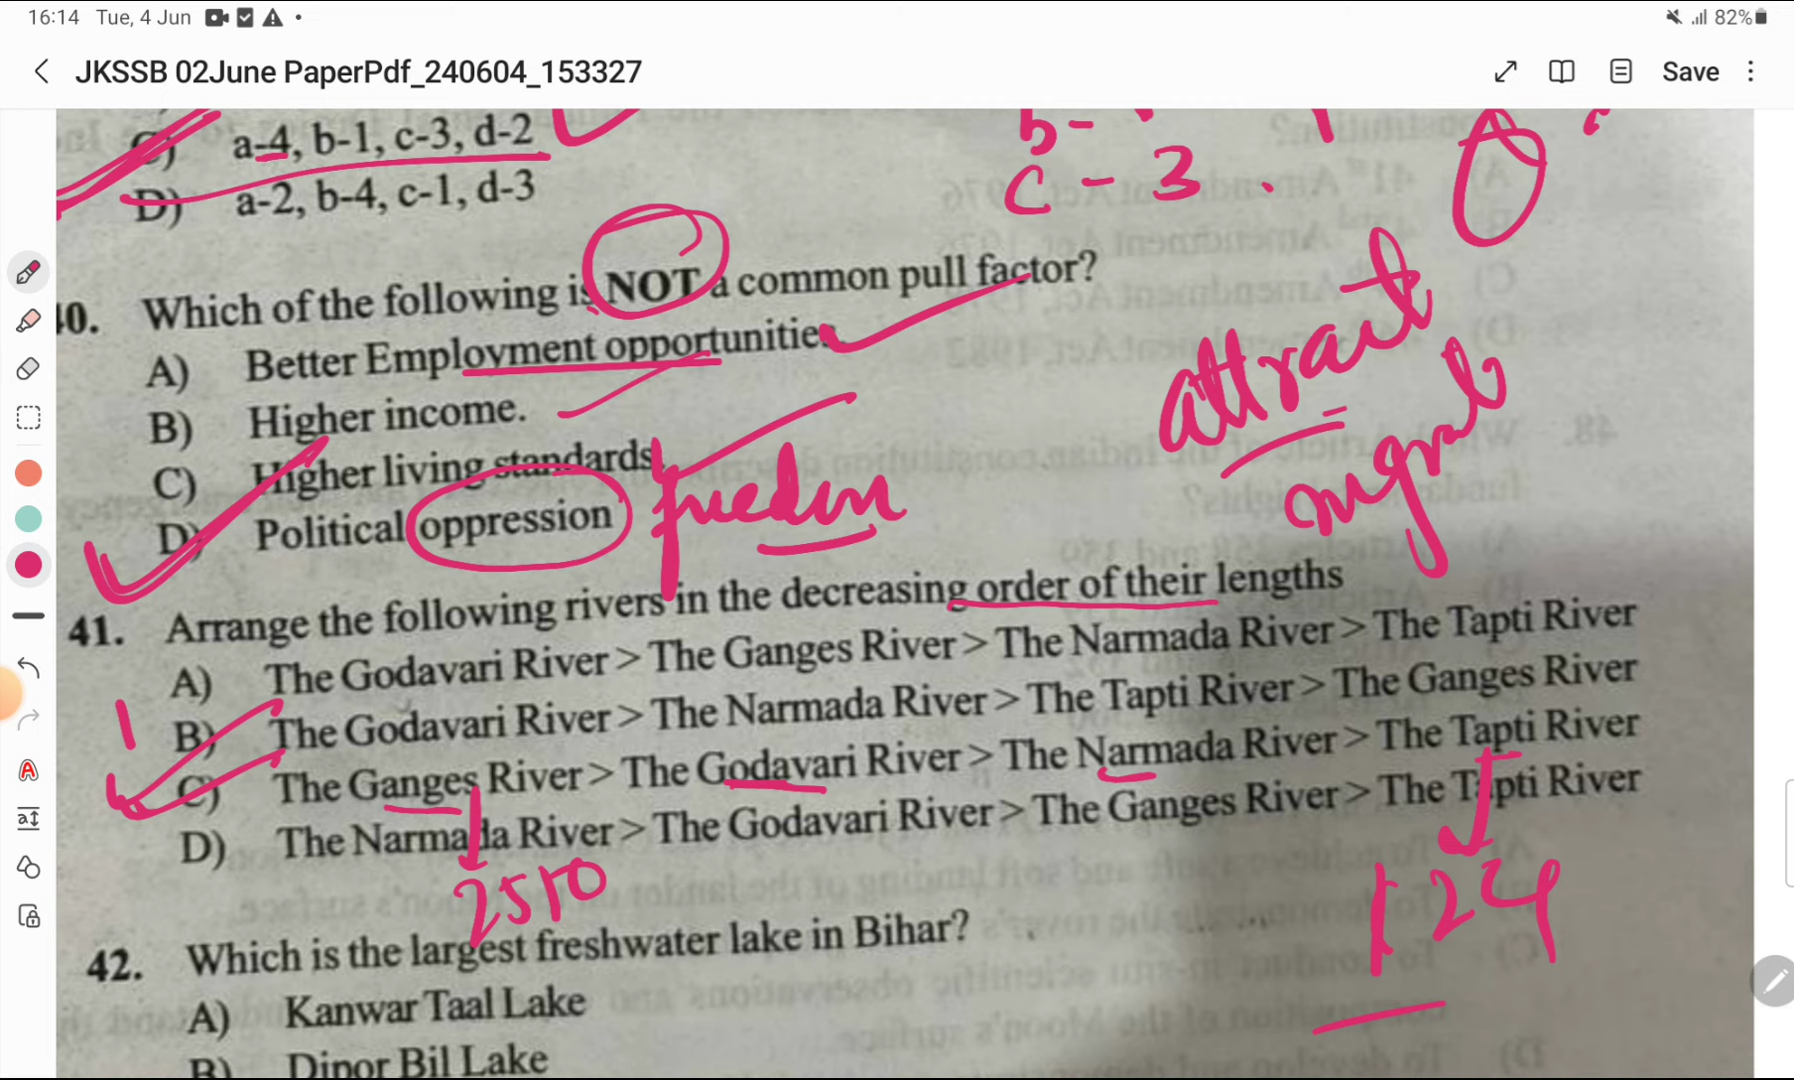 16:14 Tue, 4 Jun
82%
JKSSB 02June PaperPdf_240604_153327
Save
C) a-4, b-1, c-3, d-2
D) a-2, b-4, c-1, d-3
b-
c - 3
40. Which of the following is NOT a common pull factor?
A) Better Employment opportunities.
B) Higher income.
C) Higher living standards.
D) Political oppression
attrait
41. Arrange the following rivers in the decreasing order of their lengths
A) The Godavari River > The Ganges River > The Narmada River > The Tapti River
B) The Godavari River > The Narmada River > The Tapti River > The Ganges River
C) The Ganges River > The Godavari River > The Narmada River > The Tapti River
D) The Narmada River > The Godavari River > The Ganges River > The Tapti River
2510
42. Which is the largest freshwater lake in Bihar?
A) Kanwar Taal Lake
B) Dipor Bil Lake